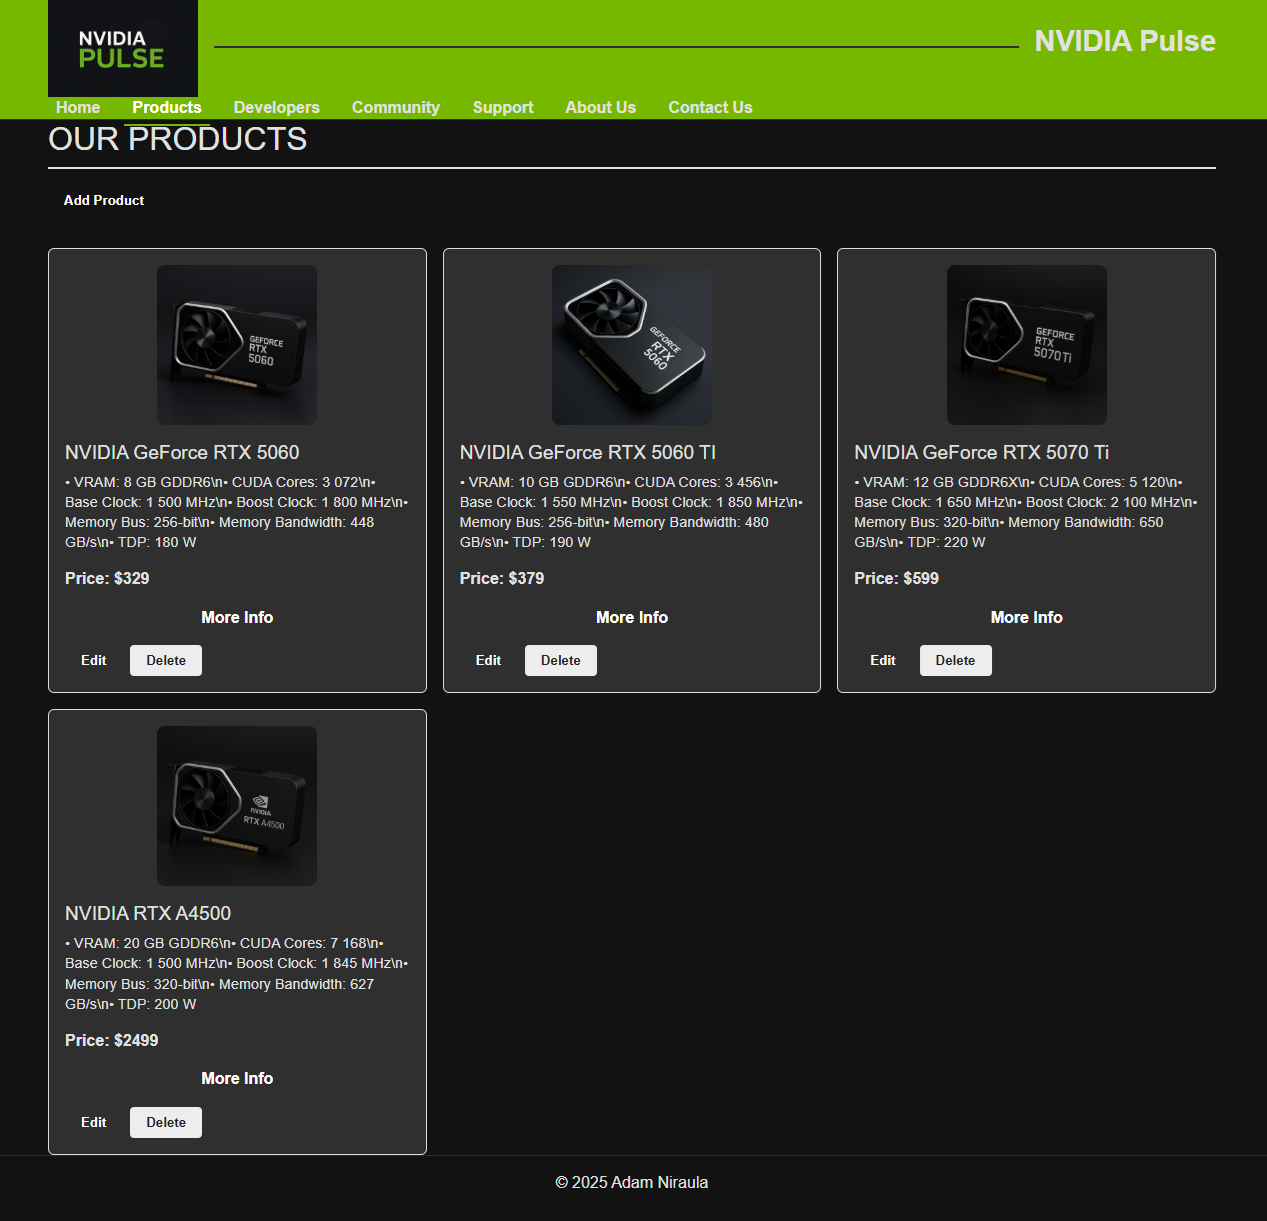 NVIDIA
PULSE
NVIDIA Pulse
Home Products Developers Community Support About Us Contact Us
OUR PRODUCTS
Add Product
GEFORCE
RTX
5060
NVIDIA GeForce RTX 5060
• VRAM: 8 GB GDDR6\n• CUDA Cores: 3 072\n•
Base Clock: 1 500 MHz\n• Boost Clock: 1 800 MHz\n•
Memory Bus: 256-bit\n• Memory Bandwidth: 448
GB/s\n• TDP: 180 W
Price: $329
More Info
Edit Delete
GEFORCE
RTX
5060
NVIDIA GeForce RTX 5060 TI
• VRAM: 10 GB GDDR6\n• CUDA Cores: 3 456\n•
Base Clock: 1 550 MHz\n• Boost Clock: 1 850 MHz\n•
Memory Bus: 256-bit\n• Memory Bandwidth: 480
GB/s\n• TDP: 190 W
Price: $379
More Info
Edit Delete
GEFORCE
RTX
5070 Ti
NVIDIA GeForce RTX 5070 Ti
• VRAM: 12 GB GDDR6X\n• CUDA Cores: 5 120\n•
Base Clock: 1 650 MHz\n• Boost Clock: 2 100 MHz\n•
Memory Bus: 320-bit\n• Memory Bandwidth: 650
GB/s\n• TDP: 220 W
Price: $599
More Info
Edit Delete
NVIDIA
RTX A4500
NVIDIA RTX A4500
• VRAM: 20 GB GDDR6\n• CUDA Cores: 7 168\n•
Base Clock: 1 500 MHz\n• Boost Clock: 1 845 MHz\n•
Memory Bus: 320-bit\n• Memory Bandwidth: 627
GB/s\n• TDP: 200 W
Price: $2499
More Info
Edit Delete
© 2025 Adam Niraula